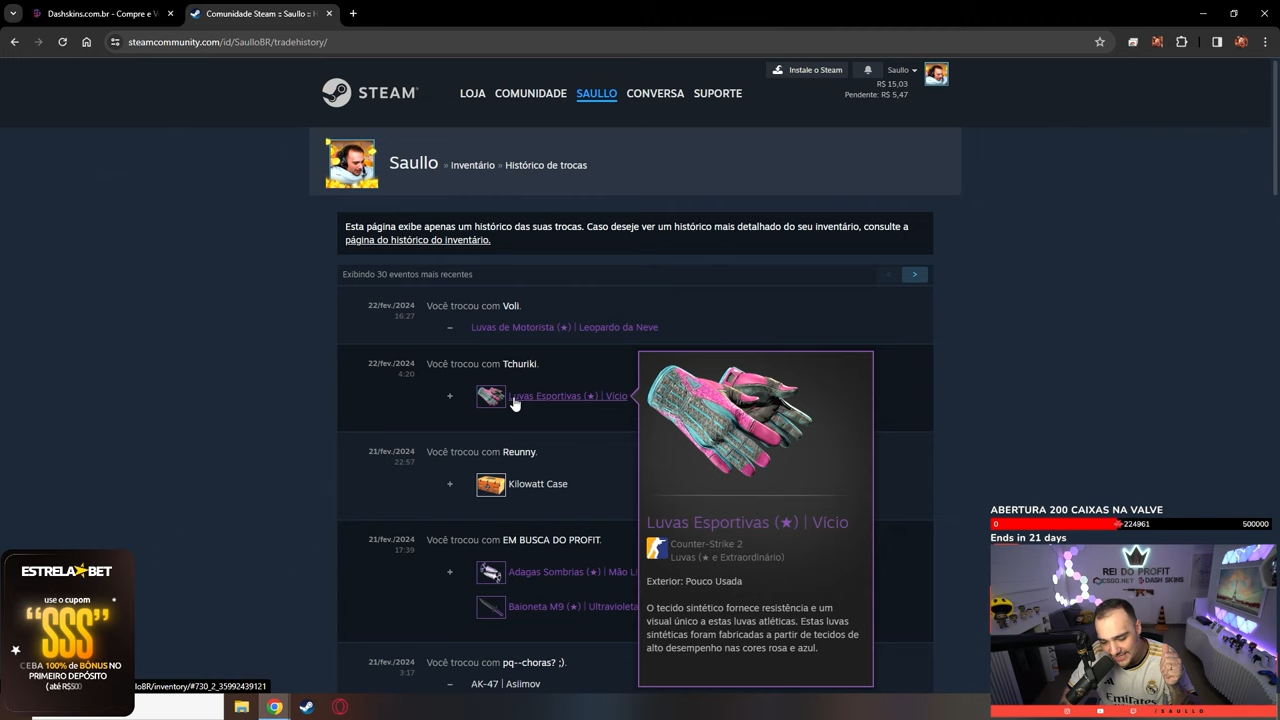 Dashskins.com.br - Compre e V
Comunidade Steam :: Saullo :: H
steamcommunity.com/id/SaulloBR/tradehistory/
Instale o Steam
Saullo
R$ 15,03
Pendente: R$ 5,47
STEAM
LOJA COMUNIDADE SAULLO CONVERSA SUPORTE
Saullo » Inventário » Histórico de trocas
Esta página exibe apenas um histórico das suas trocas. Caso deseje ver um histórico mais detalhado do seu inventário, consulte a
página do histórico do inventário.
Exibindo 30 eventos mais recentes
< >
22/fev./2024 Você trocou com Voli.
16:27
– Luvas de Motorista (★) | Leopardo da Neve
22/fev./2024 Você trocou com Tchuriki.
4:20
+ Luvas Esportivas (★) | Vício
21/fev./2024 Você trocou com Reunny.
22:57
+ Kilowatt Case
21/fev./2024 Você trocou com EM BUSCA DO PROFIT.
17:39
+ Adagas Sombrias (★) | Mão Li
Baioneta M9 (★) | Ultravioleta
21/fev./2024 Você trocou com pq--choras? ;).
3:17
– AK-47 | Asiimov
Luvas Esportivas (★) | Vício
Counter-Strike 2
Luvas (★ e Extraordinário)
Exterior: Pouco Usada
O tecido sintético fornece resistência e um
visual único a estas luvas atléticas. Estas luvas
sintéticas foram fabricadas a partir de tecidos de
alto desempenho nas cores rosa e azul.
ESTRELABET
use o cupom
"SSS"
CEBA 100% de BÔNUS NO
PRIMEIRO DEPÓSITO
(até R$500
lloBR/inventory/#730_2_35992439121
ABERTURA 200 CAIXAS NA VALVE
0 224961 500000
Ends in 21 days
REI DO PROFIT
CSGO.NET DASH SKINS
Emirates
/SAULLO